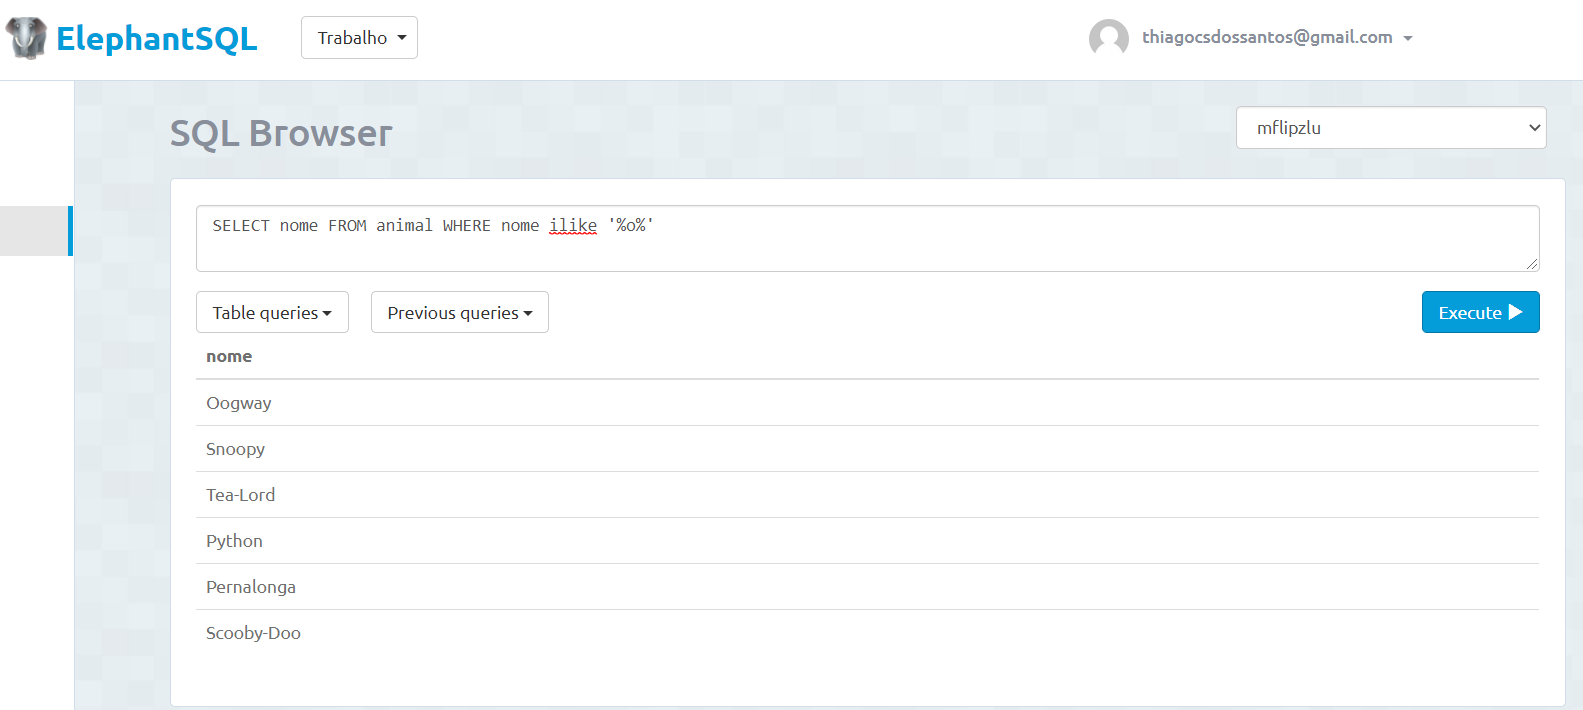 ElephantSQL Trabalho thiagocsdossantos@gmail.com
SQL Browser mflipzlu
SELECT nome FROM animal WHERE nome ilike '%o%'
Table queries Previous queries Execute
nome
Oogway
Snoopy
Tea-Lord
Python
Pernalonga
Scooby-Doo